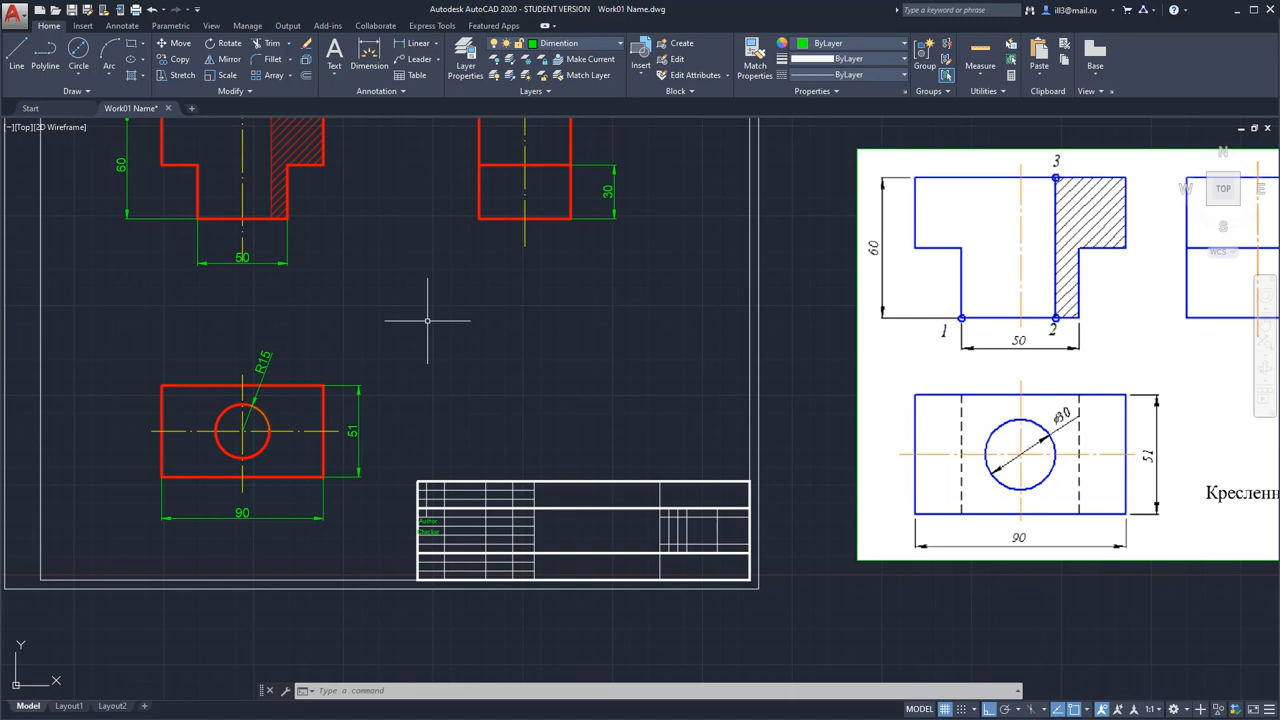 Autodesk AutoCAD 2020 - STUDENT VERSION Work01 Name.dwg
Type a keyword or phrase
ill3@mail.ru
Home Insert Annotate Parametric View Manage Output Add-ins Collaborate Express Tools Featured Apps
Line
Polyline
Circle
Arc
Move
Copy
Stretch
Rotate
Mirror
Scale
Trim
Fillet
Array
Text
Dimension
Linear
Leader
Table
Layer
Properties
Dimention
Make Current
Match Layer
Insert
Create
Edit
Edit Attributes
Match
Properties
ByLayer
ByLayer
ByLayer
Group
Measure
Paste
Base
Draw Modify Annotation Layers Block Properties Groups Utilities Clipboard View
Start
Work01 Name*
[−][Top][2D Wireframe]
N
W TOP E
S
WCS
60
50
30
R15
51
90
Author
Checker
3
60
1
2
50
ø30
51
90
Кресленн
Y
X
Type a command
Model Layout1 Layout2
MODEL
1:1